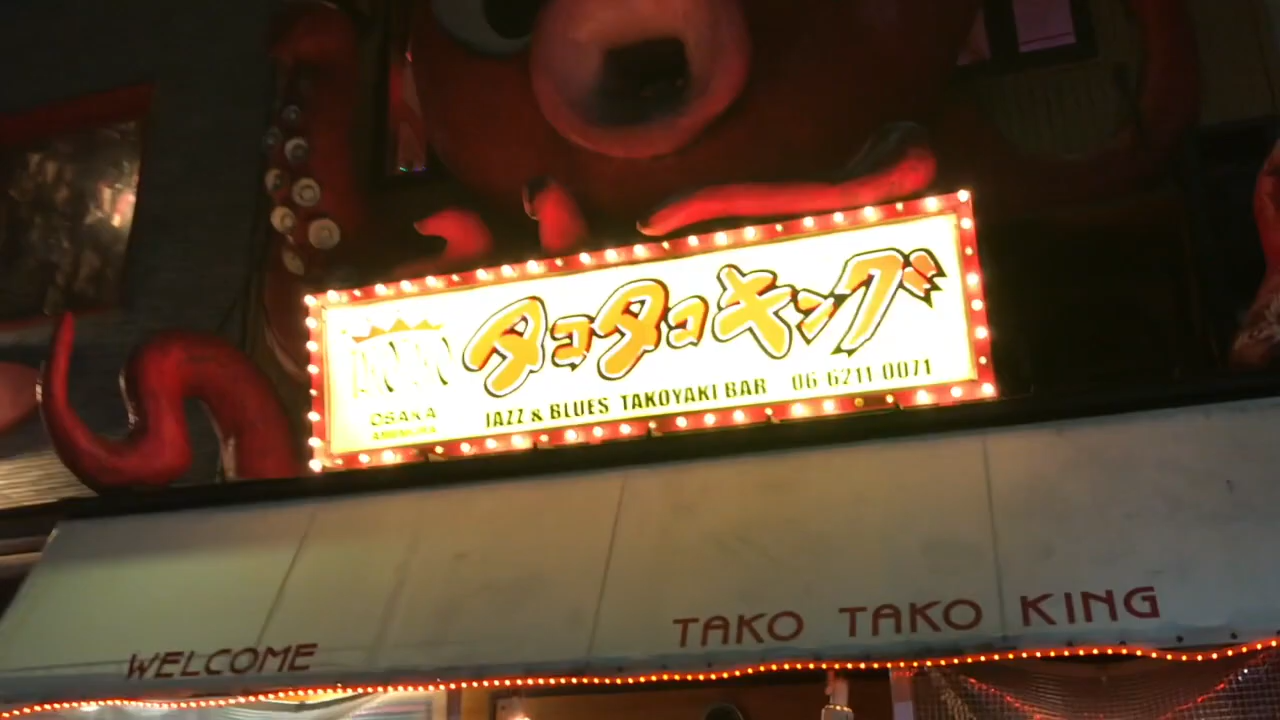 タコタコキング
OSAKA
AMEMURA
JAZZ & BLUES TAKOYAKI BAR 06 6211 0071
WELCOME
TAKO TAKO KING